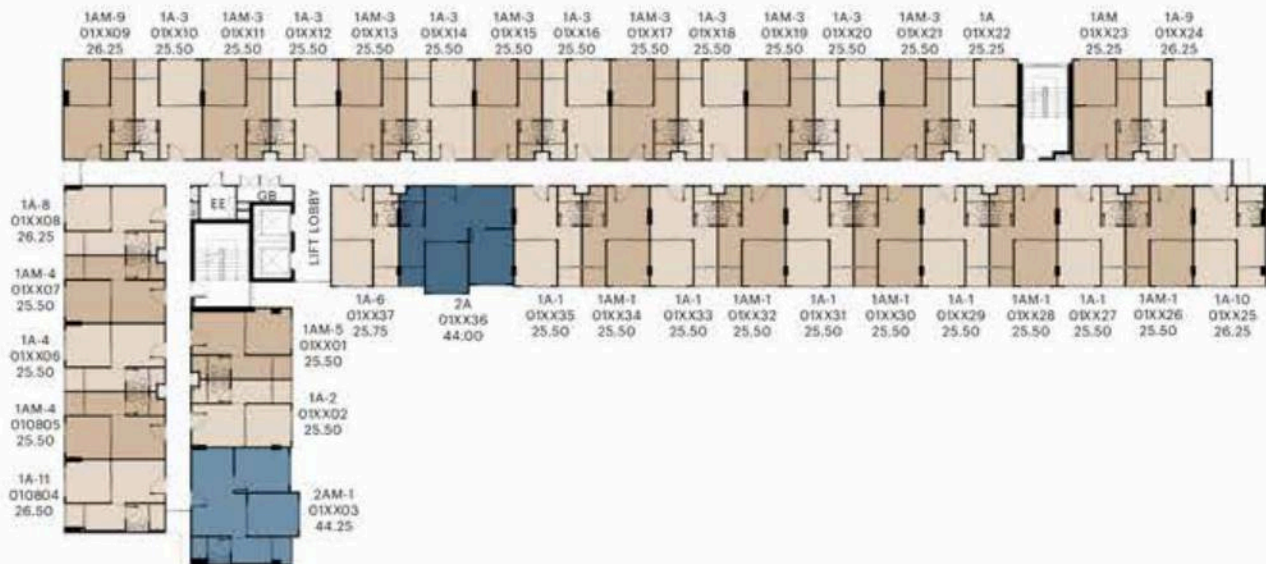 1AM-9
01XX09
26.25
1A-3
01XX10
25.50
1AM-3
01XX11
25.50
1A-3
01XX12
25.50
1AM-3
01XX13
25.50
1A-3
01XX14
25.50
1AM-3
01XX15
25.50
1A-3
01XX16
25.50
1AM-3
01XX17
25.50
1A-3
01XX18
25.50
1AM-3
01XX19
25.50
1A-3
01XX20
25.50
1AM-3
01XX21
25.50
1A
01XX22
25.25
1AM
01XX23
25.25
1A-9
01XX24
26.25
1A-8
01XX08
26.25
1AM-4
01XX07
25.50
1A-4
01XX06
25.50
1AM-4
010805
25.50
1A-11
010804
26.50
EE
GB
LIFT LOBBY
1A-6
01XX37
25.75
2A
01XX36
44.00
1A-1
01XX35
25.50
1AM-1
01XX34
25.50
1A-1
01XX33
25.50
1AM-1
01XX32
25.50
1A-1
01XX31
25.50
1AM-1
01XX30
25.50
1A-1
01XX29
25.50
1AM-1
01XX28
25.50
1A-1
01XX27
25.50
1AM-1
01XX26
25.50
1A-10
01XX25
26.25
1AM-5
01XX01
25.50
1A-2
01XX02
25.50
2AM-1
01XX03
44.25